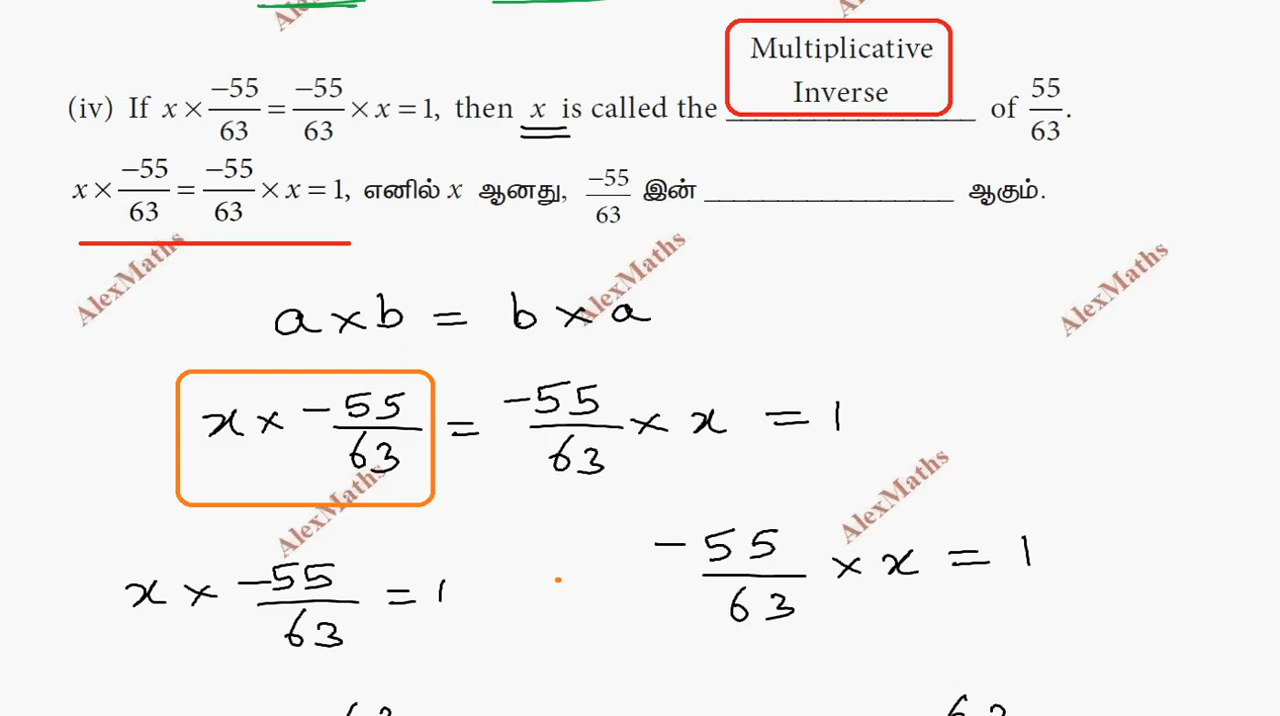 Multiplicative
Inverse
(iv) If x × −55/63 = −55/63 × x = 1, then x is called the ____________ of 55/63.
x × −55/63 = −55/63 × x = 1, எனில் x ஆனது, −55/63 இன் ____________ ஆகும்.
AlexMaths AlexMaths AlexMaths
a × b = b × a
x × −55/63 = −55/63 × x = 1
AlexMaths AlexMaths
x × −55/63 = 1
−55/63 × x = 1